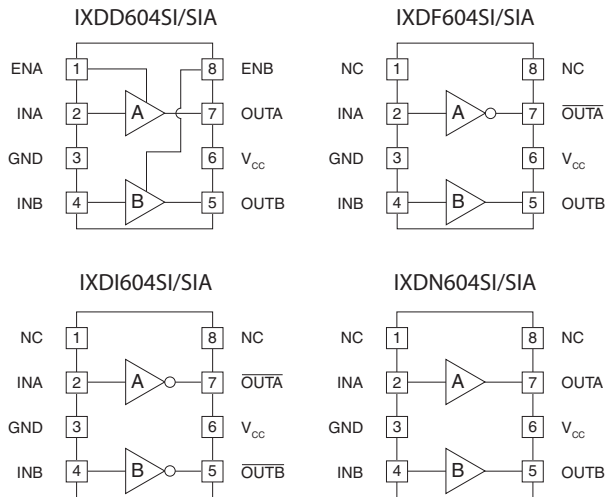 IXDD604SI/SIA
ENA 1 8 ENB
INA 2 A 7 OUTA
GND 3 6 VCC
INB 4 B 5 OUTB
IXDF604SI/SIA
NC 1 8 NC
INA 2 A 7 OUTA
GND 3 6 VCC
INB 4 B 5 OUTB
IXDI604SI/SIA
NC 1 8 NC
INA 2 A 7 OUTA
GND 3 6 VCC
INB 4 B 5 OUTB
IXDN604SI/SIA
NC 1 8 NC
INA 2 A 7 OUTA
GND 3 6 VCC
INB 4 B 5 OUTB